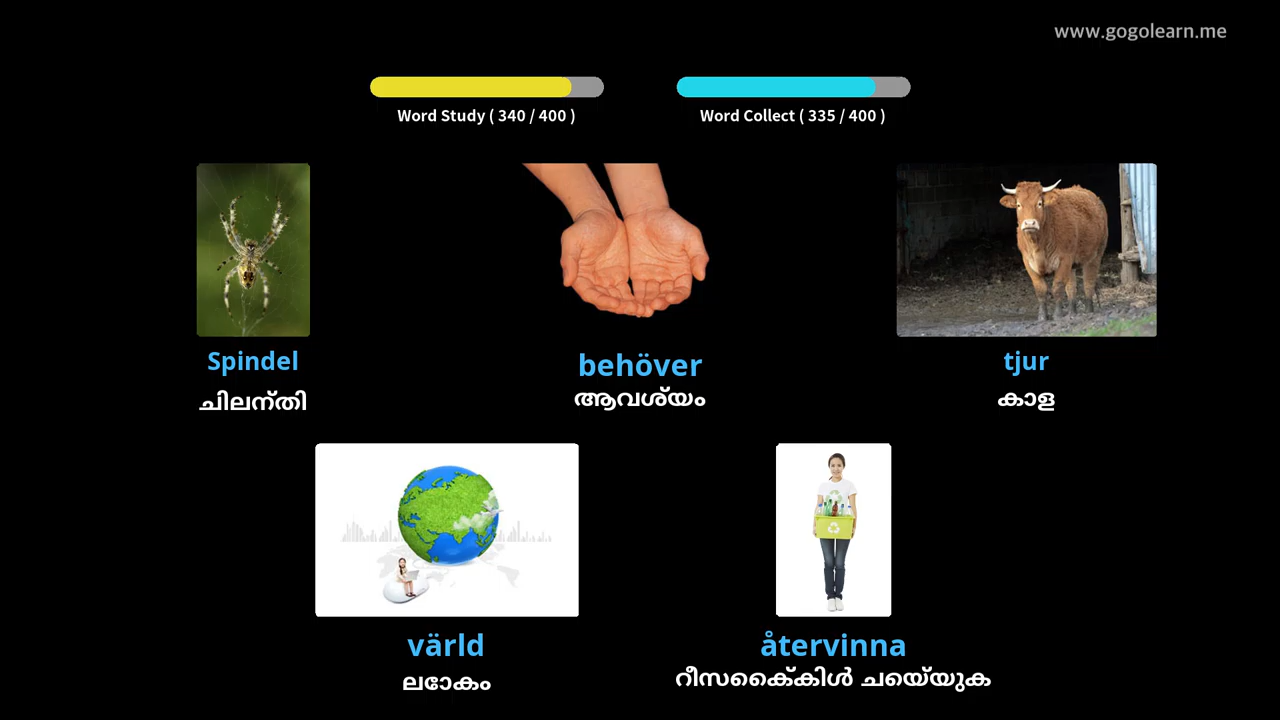 www.gogolearn.me
Word Study ( 340 / 400 )
Word Collect ( 335 / 400 )
Spindel
ചിലന്തി
behöver
ആവശ്യം
tjur
കാള
värld
ലോകം
återvinna
റീസൈക്കിൾ ചെയ്യുക